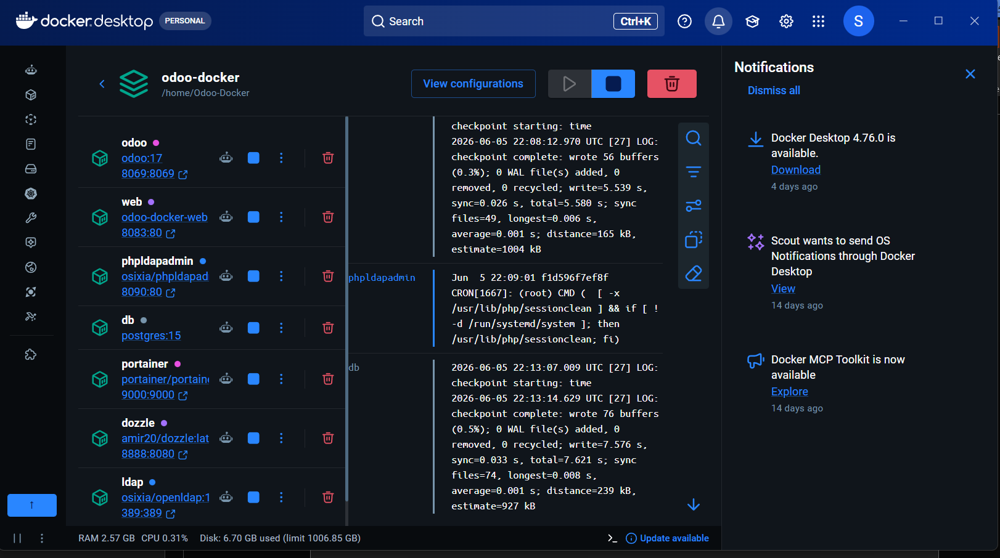 docker.desktop PERSONAL
Search
Ctrl+K
S
odoo-docker
/home/Odoo-Docker
View configurations
odoo
odoo:17
8069:8069
web
odoo-docker-web
8083:80
phpldapadmin
osixia/phpldapad
8090:80
db
postgres:15
portainer
portainer/portaine
9000:9000
dozzle
amir20/dozzle:lat
8888:8080
ldap
osixia/openldap:1
389:389
checkpoint starting: time
2026-06-05 22:08:12.970 UTC [27] LOG:
checkpoint complete: wrote 56 buffers
(0.3%); 0 WAL file(s) added, 0
removed, 0 recycled; write=5.539 s,
sync=0.026 s, total=5.580 s; sync
files=49, longest=0.006 s,
average=0.001 s; distance=165 kB,
estimate=1004 kB
phpldapadmin
Jun  5 22:09:01 f1d596f7ef8f
CRON[1667]: (root) CMD (  [ -x
/usr/lib/php/sessionclean ] && if [ !
-d /run/systemd/system ]; then
/usr/lib/php/sessionclean; fi)
db
2026-06-05 22:13:07.009 UTC [27] LOG:
checkpoint starting: time
2026-06-05 22:13:14.629 UTC [27] LOG:
checkpoint complete: wrote 76 buffers
(0.5%); 0 WAL file(s) added, 0
removed, 0 recycled; write=7.576 s,
sync=0.033 s, total=7.621 s; sync
files=74, longest=0.008 s,
average=0.001 s; distance=239 kB,
estimate=927 kB
Notifications
Dismiss all
Docker Desktop 4.76.0 is
available.
Download
4 days ago
Scout wants to send OS
Notifications through Docker
Desktop
View
14 days ago
Docker MCP Toolkit is now
available
Explore
14 days ago
RAM 2.57 GB CPU 0.31% Disk: 6.70 GB used (limit 1006.85 GB)
Update available